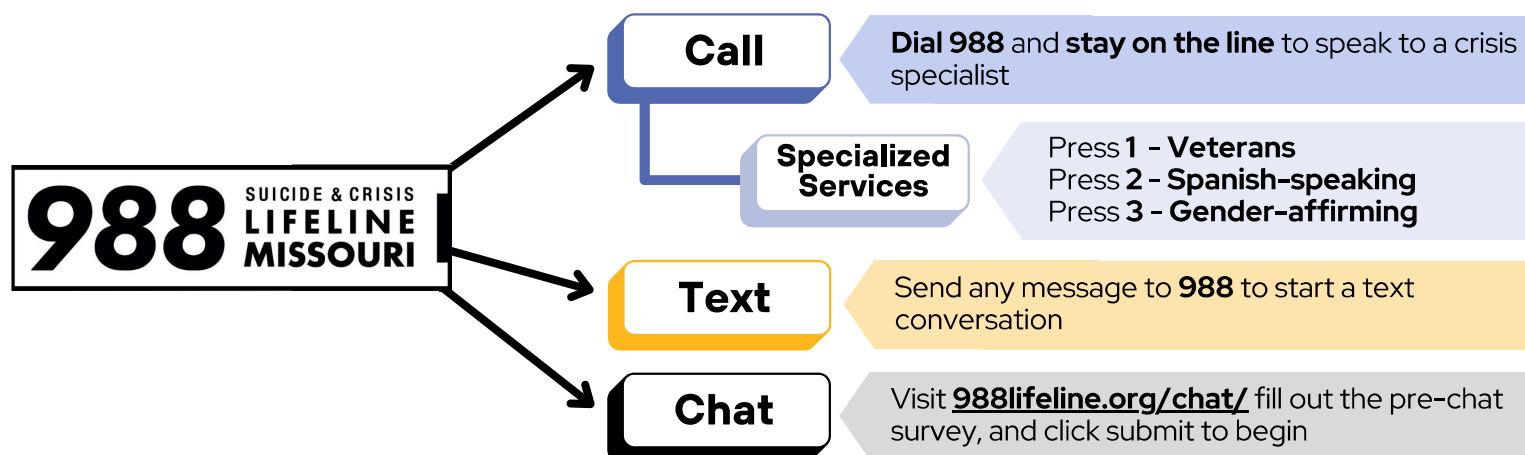 988 SUICIDE & CRISIS
LIFELINE
MISSOURI
Call
Dial 988 and stay on the line to speak to a crisis
specialist
Specialized
Services
Press 1 - Veterans
Press 2 - Spanish-speaking
Press 3 - Gender-affirming
Text
Send any message to 988 to start a text
conversation
Chat
Visit 988lifeline.org/chat/ fill out the pre-chat
survey, and click submit to begin